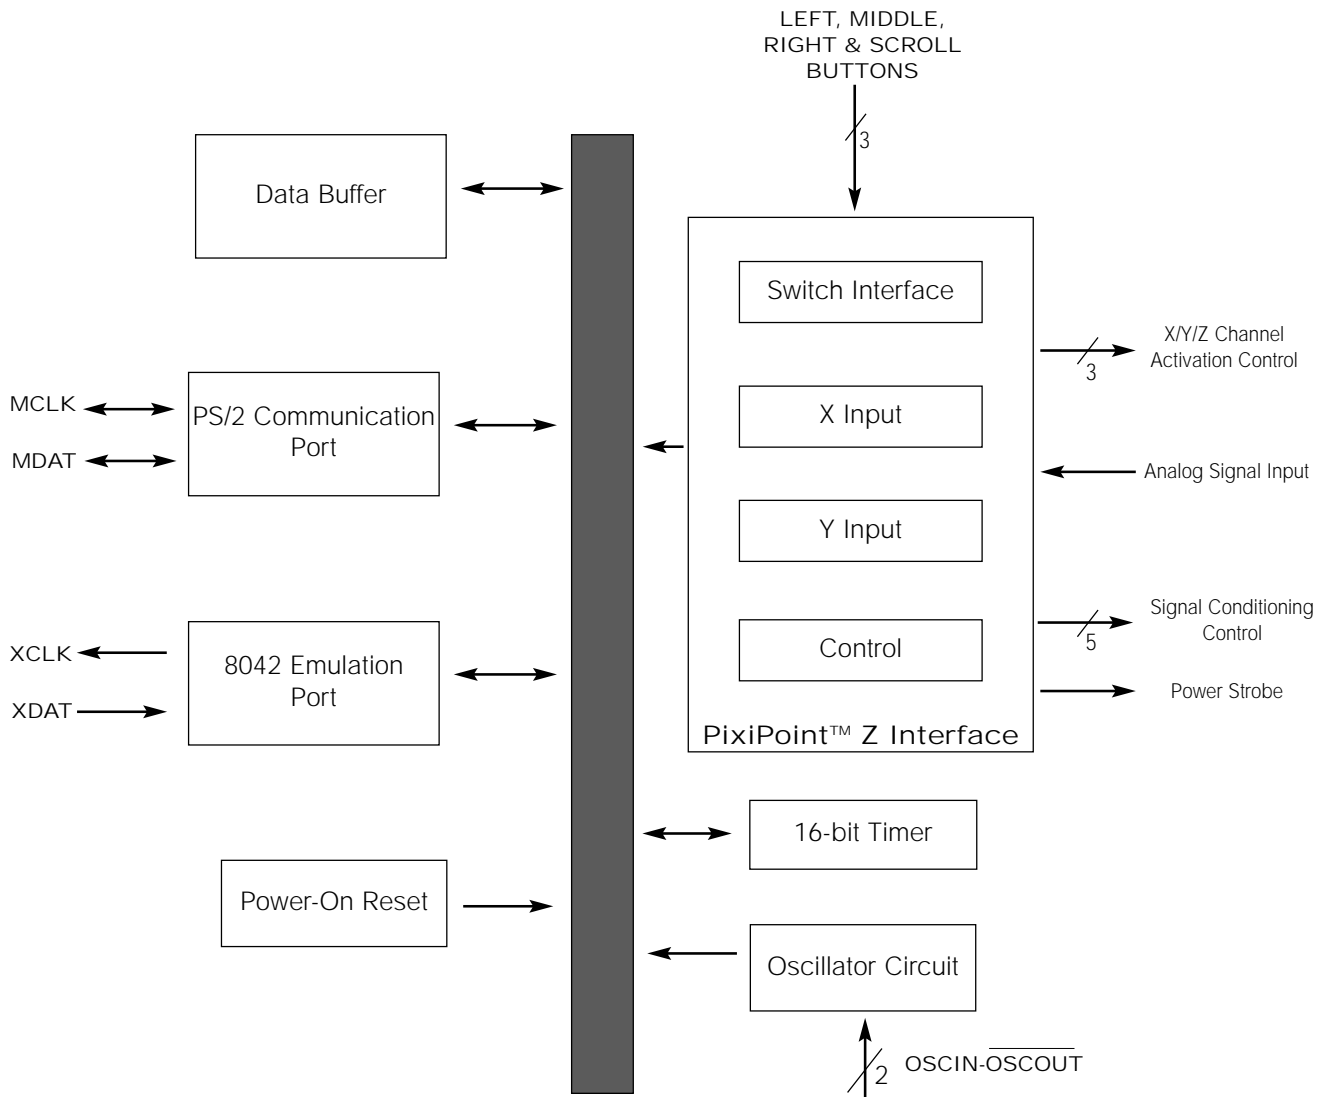 LEFT, MIDDLE,
RIGHT & SCROLL
BUTTONS
3
Data Buffer
Switch Interface
X/Y/Z Channel
Activation Control
3
MCLK
MDAT
PS/2 Communication
Port
X Input
Analog Signal Input
Y Input
Signal Conditioning
Control
5
XCLK
XDAT
8042 Emulation
Port
Control
Power Strobe
PixiPoint™ Z Interface
16-bit Timer
Power-On Reset
Oscillator Circuit
2
OSCIN-OSCOUT